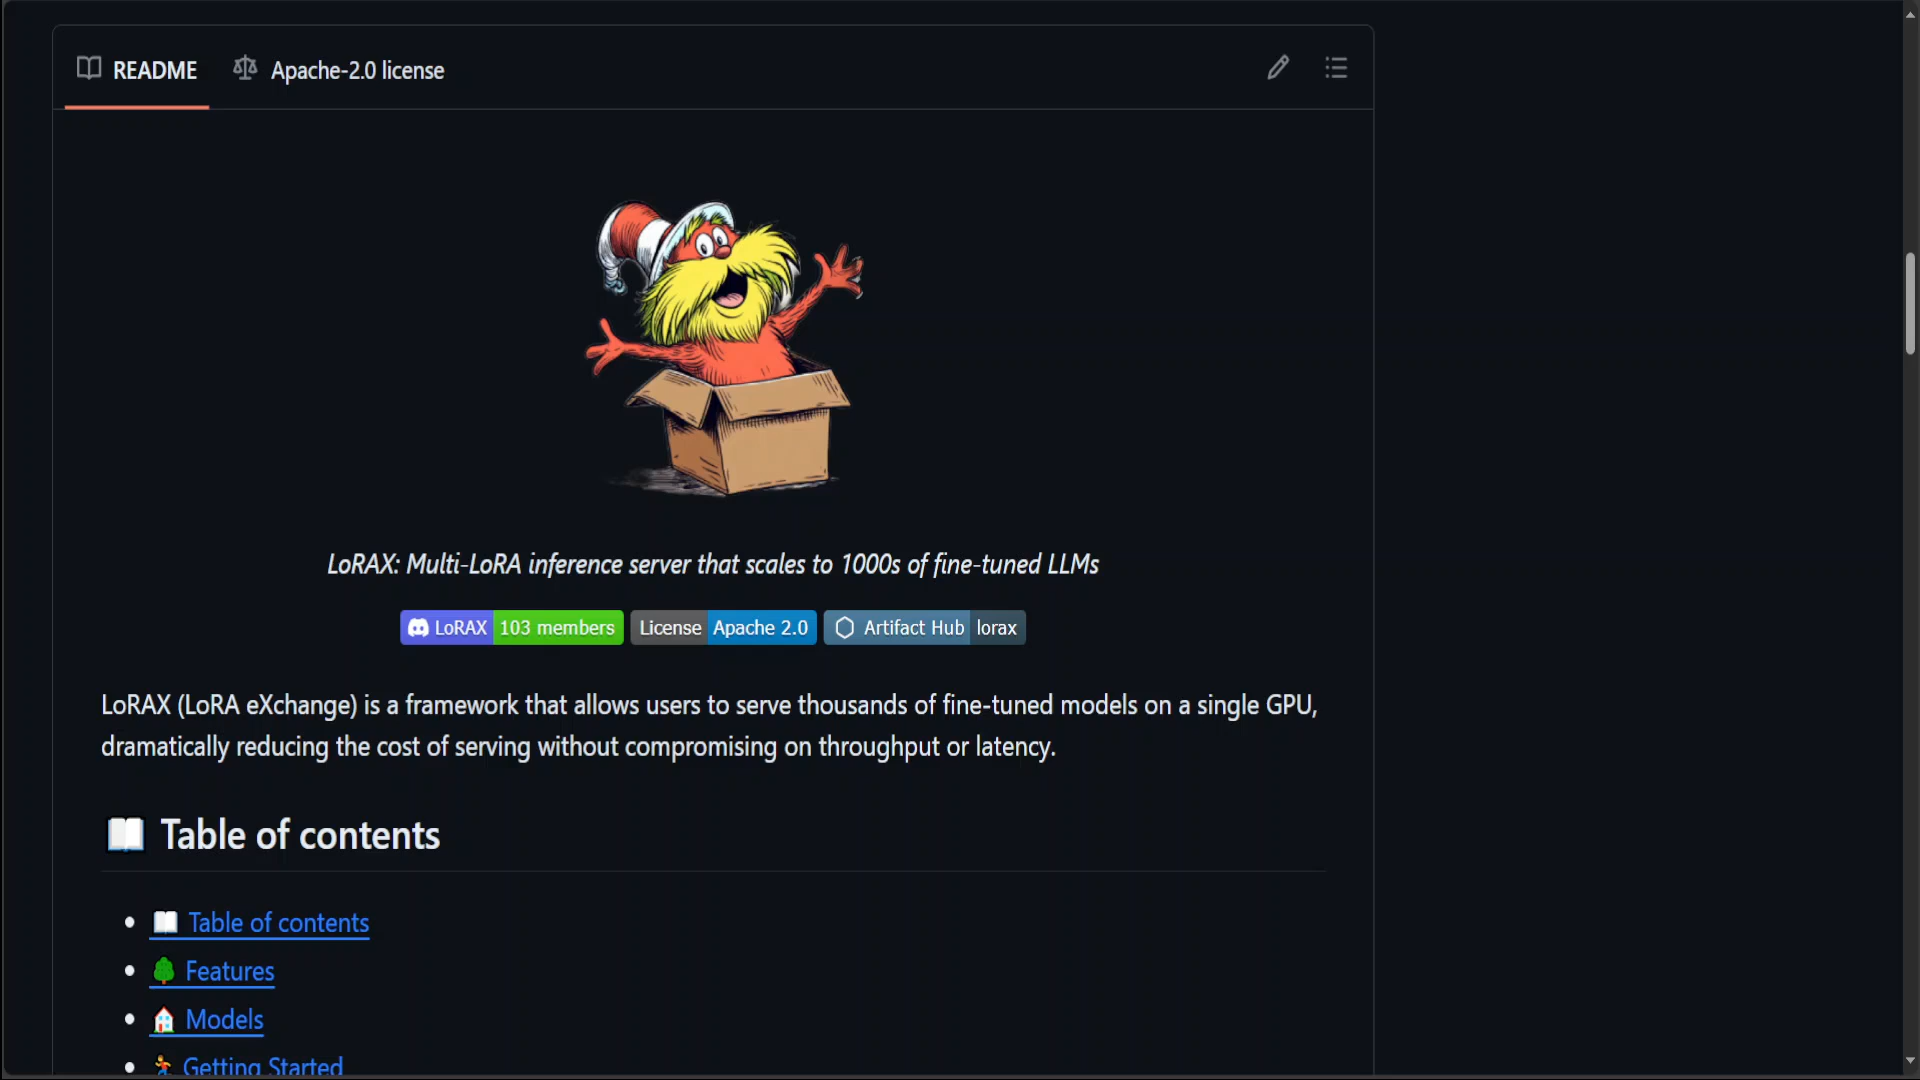 README Apache-2.0 license
LoRAX: Multi-LoRA inference server that scales to 1000s of fine-tuned LLMs
LoRAX 103 members License Apache 2.0 Artifact Hub lorax
LoRAX (LoRA eXchange) is a framework that allows users to serve thousands of fine-tuned models on a single GPU,
dramatically reducing the cost of serving without compromising on throughput or latency.
📖 Table of contents
📖 Table of contents
🌳 Features
🏠 Models
🏃 Getting Started